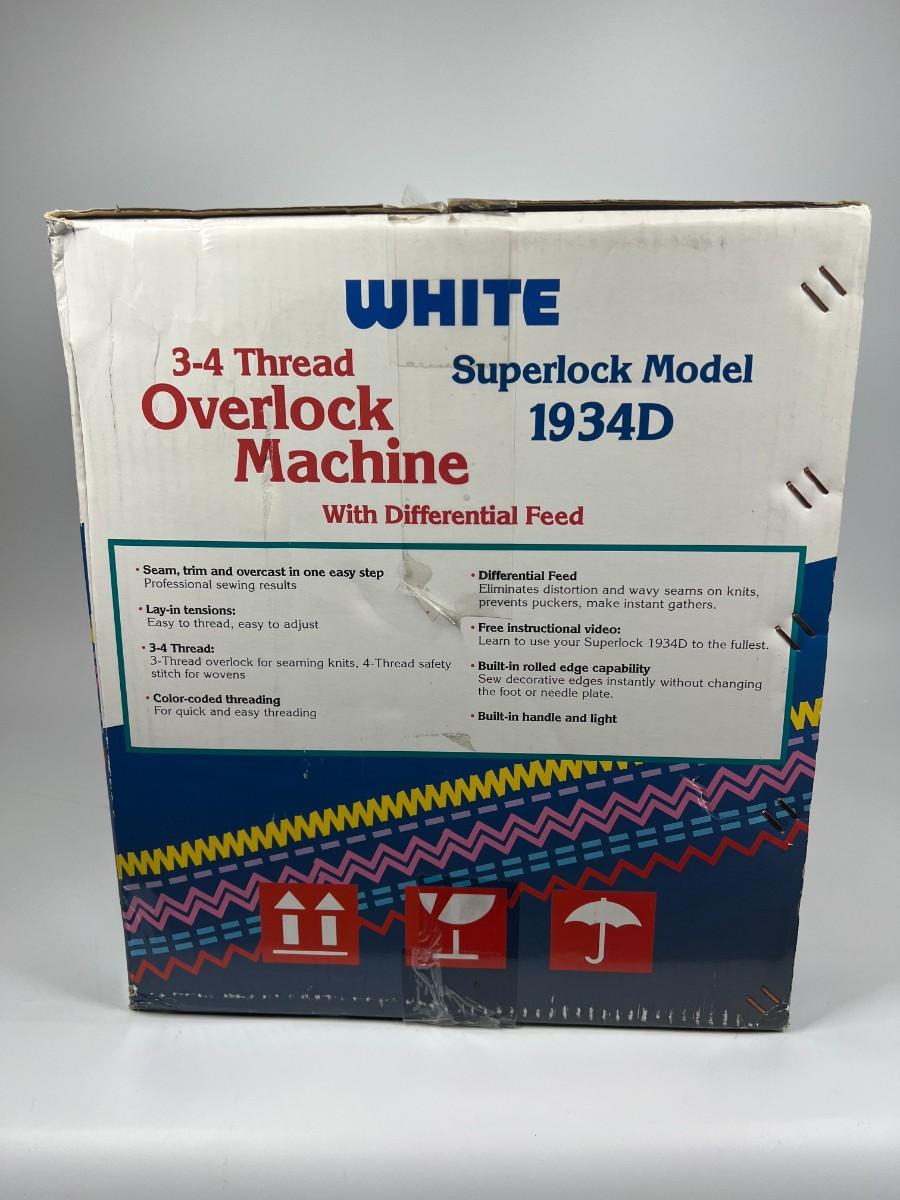 WHITE
3-4 Thread
Overlock
Machine
Superlock Model
1934D
With Differential Feed
• Seam, trim and overcast in one easy step
Professional sewing results
• Lay-in tensions:
Easy to thread, easy to adjust
• 3-4 Thread:
3-Thread overlock for seaming knits, 4-Thread safety
stitch for wovens
• Color-coded threading
For quick and easy threading
• Differential Feed
Eliminates distortion and wavy seams on knits,
prevents puckers, make instant gathers.
• Free instructional video:
Learn to use your Superlock 1934D to the fullest.
• Built-in rolled edge capability
Sew decorative edges instantly without changing
the foot or needle plate.
• Built-in handle and light